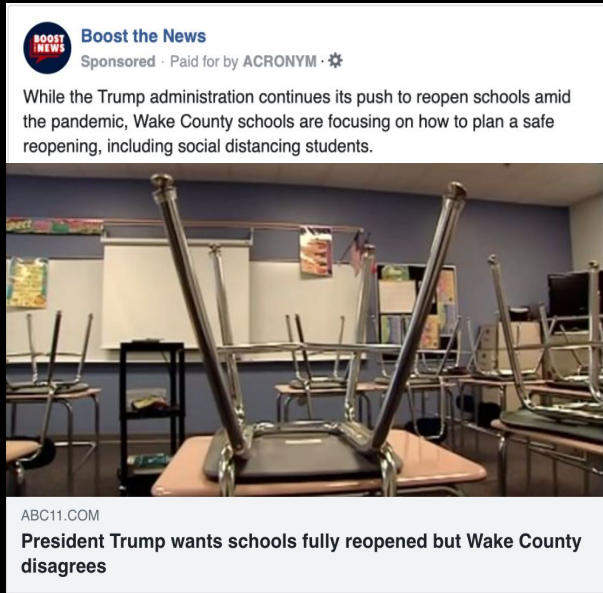 BOOST
THE NEWS
Boost the News
Sponsored · Paid for by ACRONYM ·
While the Trump administration continues its push to reopen schools amid
the pandemic, Wake County schools are focusing on how to plan a safe
reopening, including social distancing students.
ABC11.COM
President Trump wants schools fully reopened but Wake County
disagrees